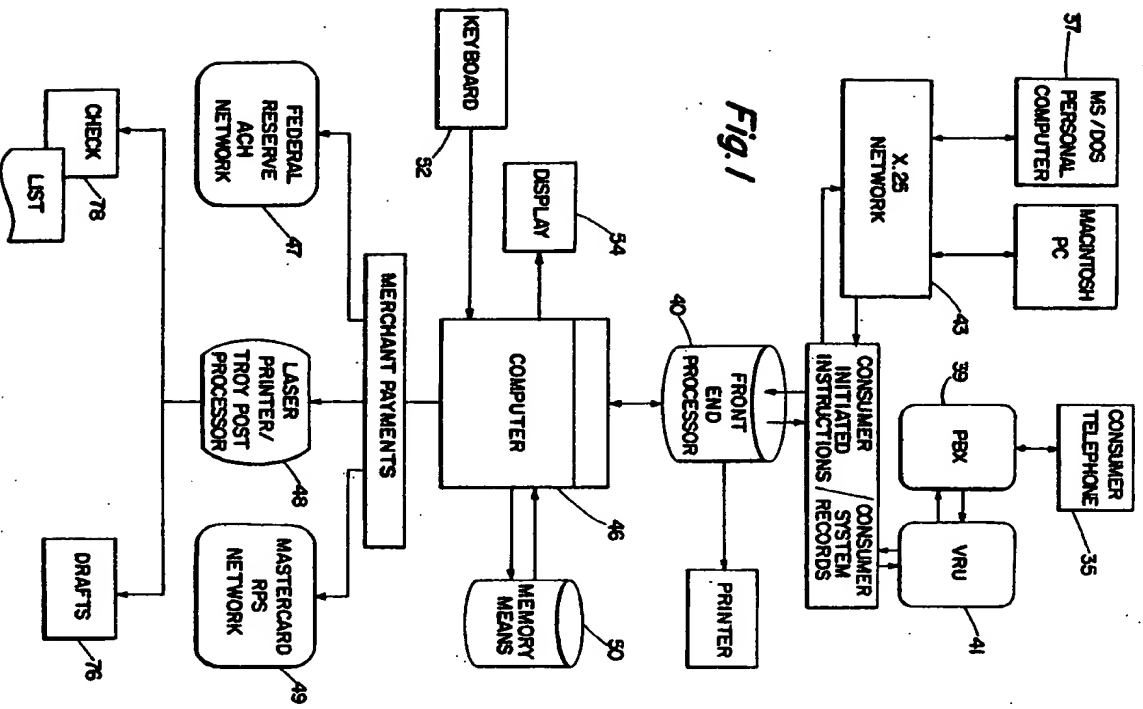 Fig.1
37
MS/DOS
PERSONAL
COMPUTER
MACINTOSH
PC
CONSUMER
TELEPHONE
35
X.25
NETWORK
43
39
PBX
VRU
41
CONSUMER
INITIATED
INSTRUCTIONS
/
CONSUMER
SYSTEM
RECORDS
40
FRONT
END
PROCESSOR
PRINTER
KEYBOARD
52
DISPLAY
54
COMPUTER
46
MEMORY
MEANS
50
MERCHANT PAYMENTS
FEDERAL
RESERVE
ACH
NETWORK
47
LASER
PRINTER/
TROY POST
PROCESSOR
48
MASTERCARD
RPS
NETWORK
49
CHECK
78
LIST
DRAFTS
76